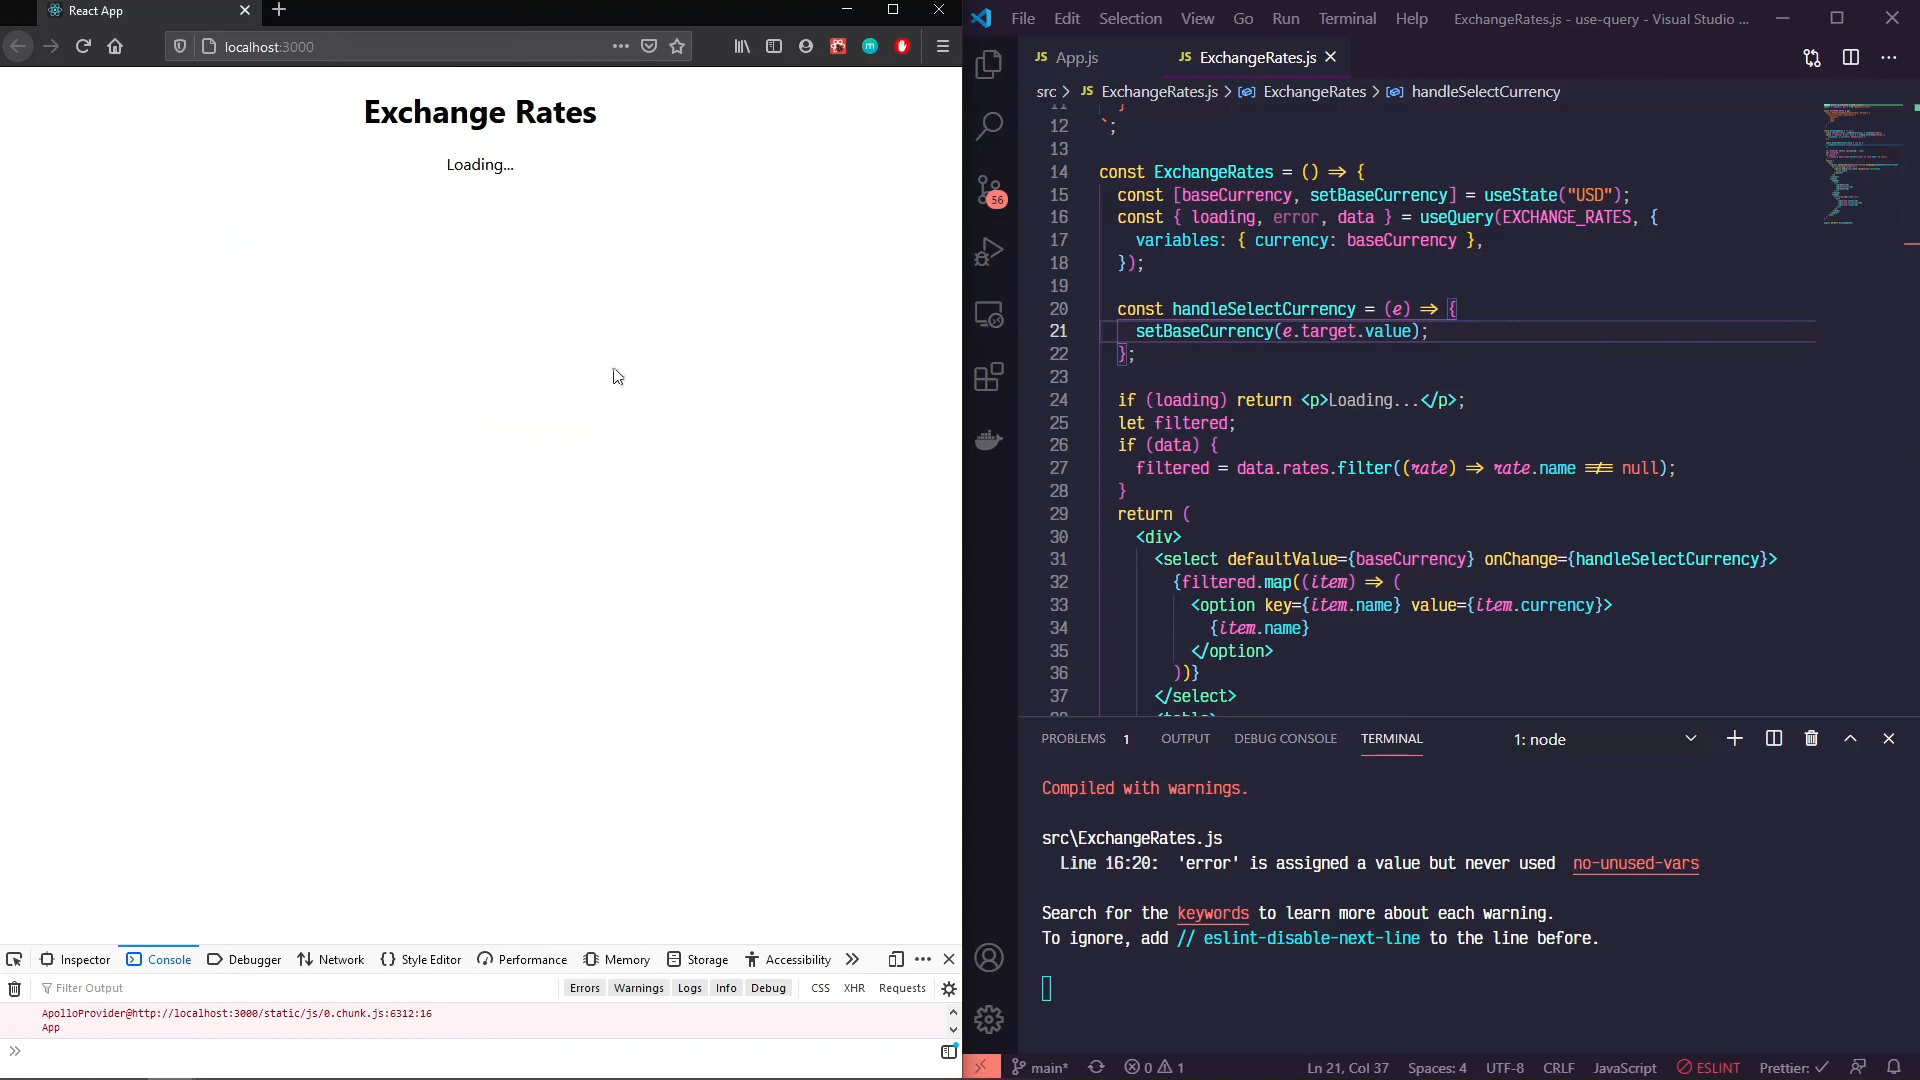 React App
localhost:3000
Exchange Rates
Loading...
Inspector Console Debugger Network Style Editor Performance Memory Storage Accessibility
Filter Output Errors Warnings Logs Info Debug CSS XHR Requests
ApolloProvider@http://localhost:3000/static/js/0.chunk.js:6312:16
App
File Edit Selection View Go Run Terminal Help ExchangeRates.js - use-query - Visual Studio ...
JS App.js JS ExchangeRates.js
src > JS ExchangeRates.js > ExchangeRates > handleSelectCurrency
56
11 }
12 `;
13
14 const ExchangeRates = () => {
15 const [baseCurrency, setBaseCurrency] = useState("USD");
16 const { loading, error, data } = useQuery(EXCHANGE_RATES, {
17 variables: { currency: baseCurrency },
18 });
19
20 const handleSelectCurrency = (e) => {
21 setBaseCurrency(e.target.value);
22 };
23
24 if (loading) return <p>Loading...</p>;
25 let filtered;
26 if (data) {
27 filtered = data.rates.filter((rate) => rate.name !== null);
28 }
29 return (
30 <div>
31 <select defaultValue={baseCurrency} onChange={handleSelectCurrency}>
32 {filtered.map((item) => (
33 <option key={item.name} value={item.currency}>
34 {item.name}
35 </option>
36 ))}
37 </select>
38 <table>
PROBLEMS 1 OUTPUT DEBUG CONSOLE TERMINAL 1: node
Compiled with warnings.
src\ExchangeRates.js
Line 16:20: 'error' is assigned a value but never used no-unused-vars
Search for the keywords to learn more about each warning.
To ignore, add // eslint-disable-next-line to the line before.
main* 0 1 Ln 21, Col 37 Spaces: 4 UTF-8 CRLF JavaScript ESLINT Prettier: ✓